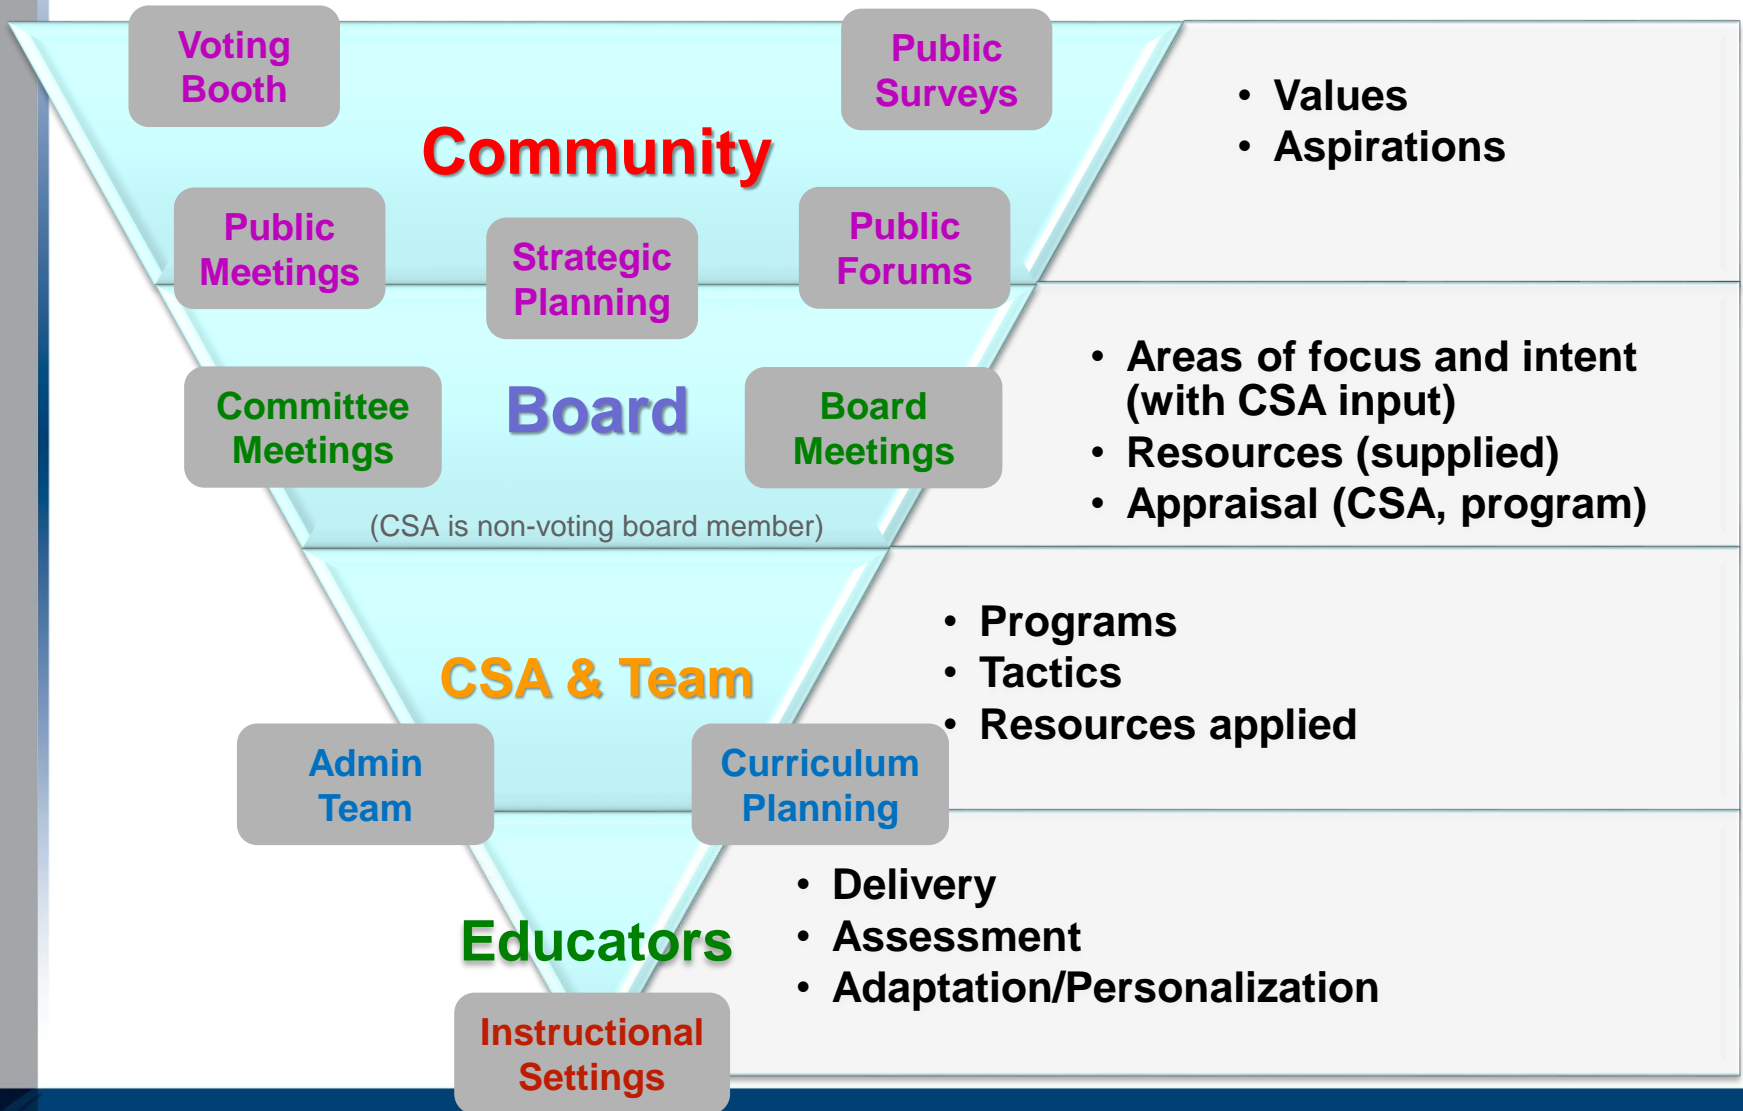 Voting
Booth
Public
Surveys
Community
Public
Meetings
Strategic
Planning
Public
Forums
• Values
• Aspirations
Committee
Meetings
Board
Board
Meetings
(CSA is non-voting board member)
• Areas of focus and intent
(with CSA input)
• Resources (supplied)
• Appraisal (CSA, program)
CSA & Team
Admin
Team
Curriculum
Planning
• Programs
• Tactics
• Resources applied
Educators
Instructional
Settings
• Delivery
• Assessment
• Adaptation/Personalization